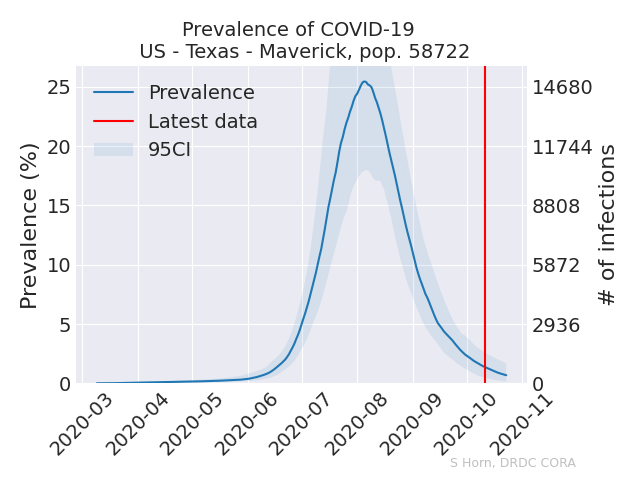 Prevalence of COVID-19
US - Texas - Maverick, pop. 58722
Prevalence
Latest data
95CI
Prevalence (%)
25
20
15
10
5
0
14680
11744
8808
5872
2936
0
# of infections
2020-03
2020-04
2020-05
2020-06
2020-07
2020-08
2020-09
2020-10
2020-11
S Horn, DRDC CORA